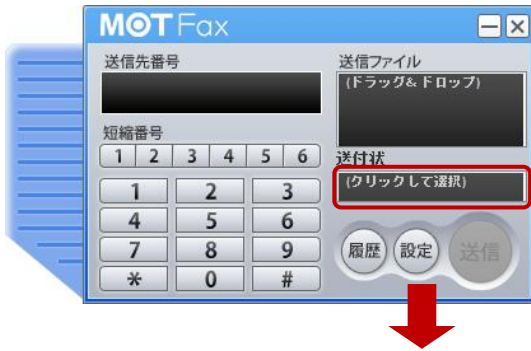 MOT Fax
送信先番号
短縮番号
1 2 3 4 5 6
1 2 3
4 5 6
7 8 9
* 0 #
送信ファイル
(ドラッグ&ドロップ)
送付状
(クリックして選択)
履歴 設定 送信